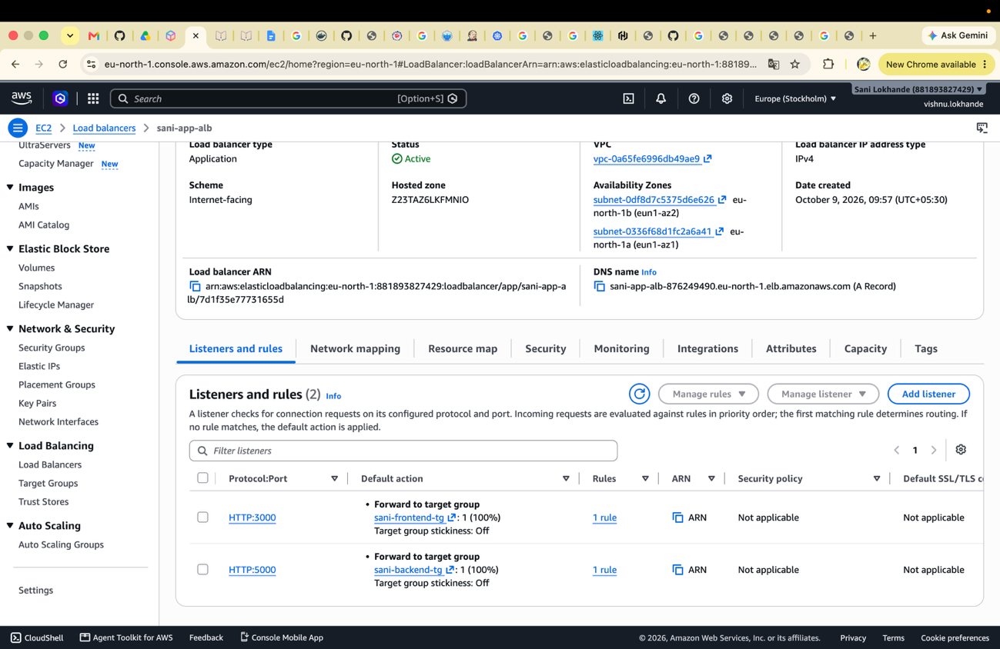 Ask Gemini
eu-north-1.console.aws.amazon.com/ec2/home?region=eu-north-1#LoadBalancer:loadBalancerArn=arn:aws:elasticloadbalancing:eu-north-1:88189...
New Chrome available
aws
Search
[Option+S]
Europe (Stockholm)
Sani Lokhande (881893827429)
vishnu.lokhande
EC2
Load balancers
sani-app-alb
UltraServers New
Capacity Manager New
Images
AMIs
AMI Catalog
Elastic Block Store
Volumes
Snapshots
Lifecycle Manager
Network & Security
Security Groups
Elastic IPs
Placement Groups
Key Pairs
Network Interfaces
Load Balancing
Load Balancers
Target Groups
Trust Stores
Auto Scaling
Auto Scaling Groups
Settings
Load balancer type
Application
Status
Active
VPC
vpc-0a65fe6996db49ae9
Load balancer IP address type
IPv4
Scheme
Internet-facing
Hosted zone
Z23TAZ6LKFMNIO
Availability Zones
subnet-0df8d7c5375d6e626 eu-
north-1b (eun1-az2)
subnet-0336f68d1fc2a6a41 eu-
north-1a (eun1-az1)
Date created
October 9, 2026, 09:57 (UTC+05:30)
Load balancer ARN
arn:aws:elasticloadbalancing:eu-north-1:881893827429:loadbalancer/app/sani-app-a
lb/7d1f35e77731655d
DNS name Info
sani-app-alb-876249490.eu-north-1.elb.amazonaws.com (A Record)
Listeners and rules
Network mapping
Resource map
Security
Monitoring
Integrations
Attributes
Capacity
Tags
Listeners and rules (2) Info
Manage rules
Manage listener
Add listener
A listener checks for connection requests on its configured protocol and port. Incoming requests are evaluated against rules in priority order; the first matching rule determines routing. If
no rule matches, the default action is applied.
Filter listeners
1
Protocol:Port
Default action
Rules
ARN
Security policy
Default SSL/TLS c
HTTP:3000
• Forward to target group
sani-frontend-tg : 1 (100%)
Target group stickiness: Off
1 rule
ARN
Not applicable
Not applicable
HTTP:5000
• Forward to target group
sani-backend-tg : 1 (100%)
Target group stickiness: Off
1 rule
ARN
Not applicable
Not applicable
CloudShell
Agent Toolkit for AWS
Feedback
Console Mobile App
© 2026, Amazon Web Services, Inc. or its affiliates.
Privacy
Terms
Cookie preferences